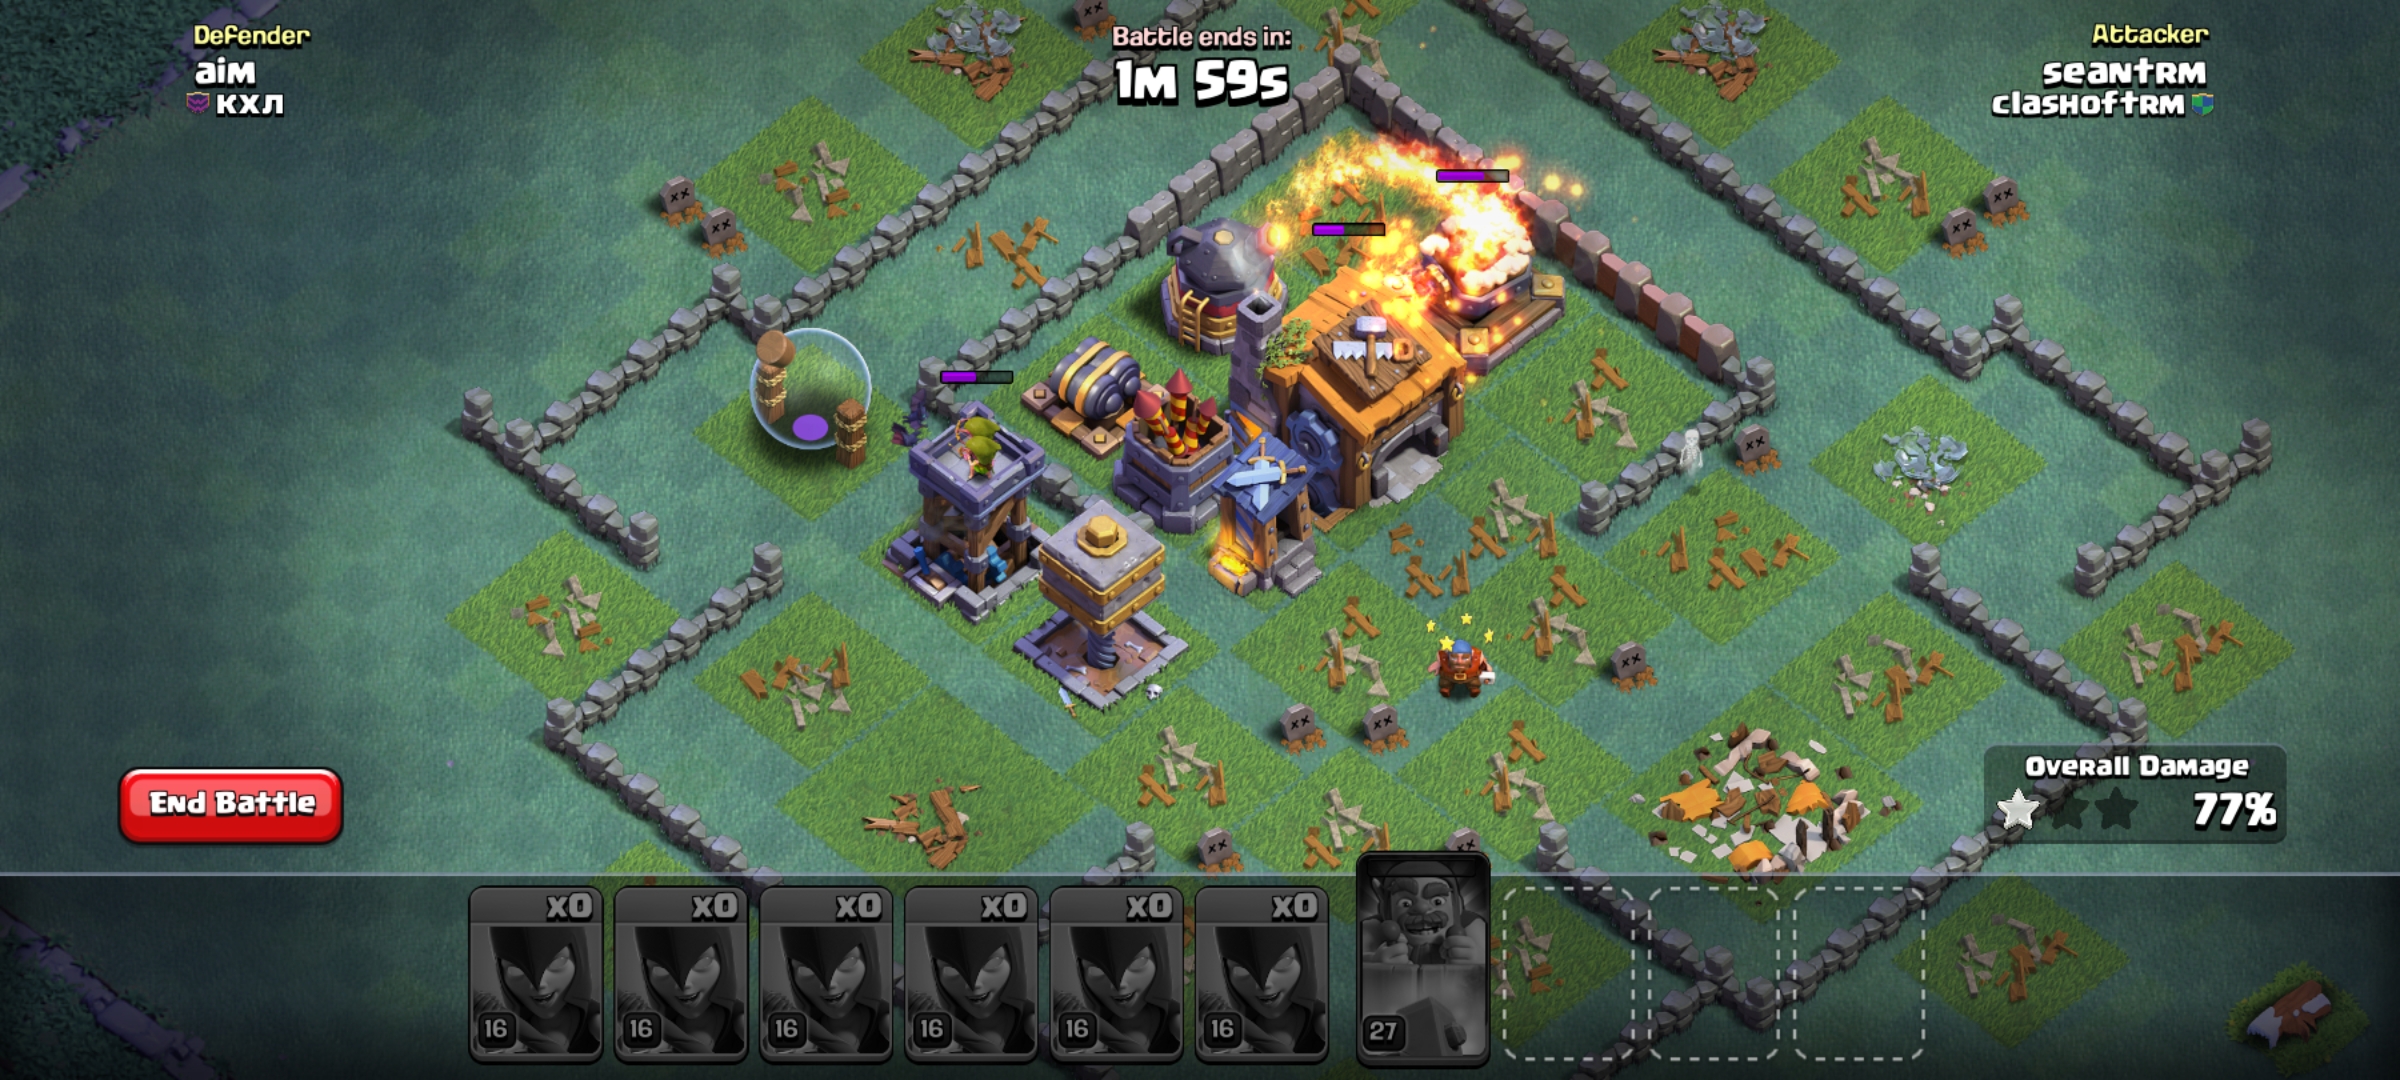 Defender
aim
кхл
Battle ends in:
1M 59s
Attacker
seantrm
clashoftrm
End Battle
Overall Damage
77%
x0
x0
x0
x0
x0
x0
16
16
16
16
16
16
27